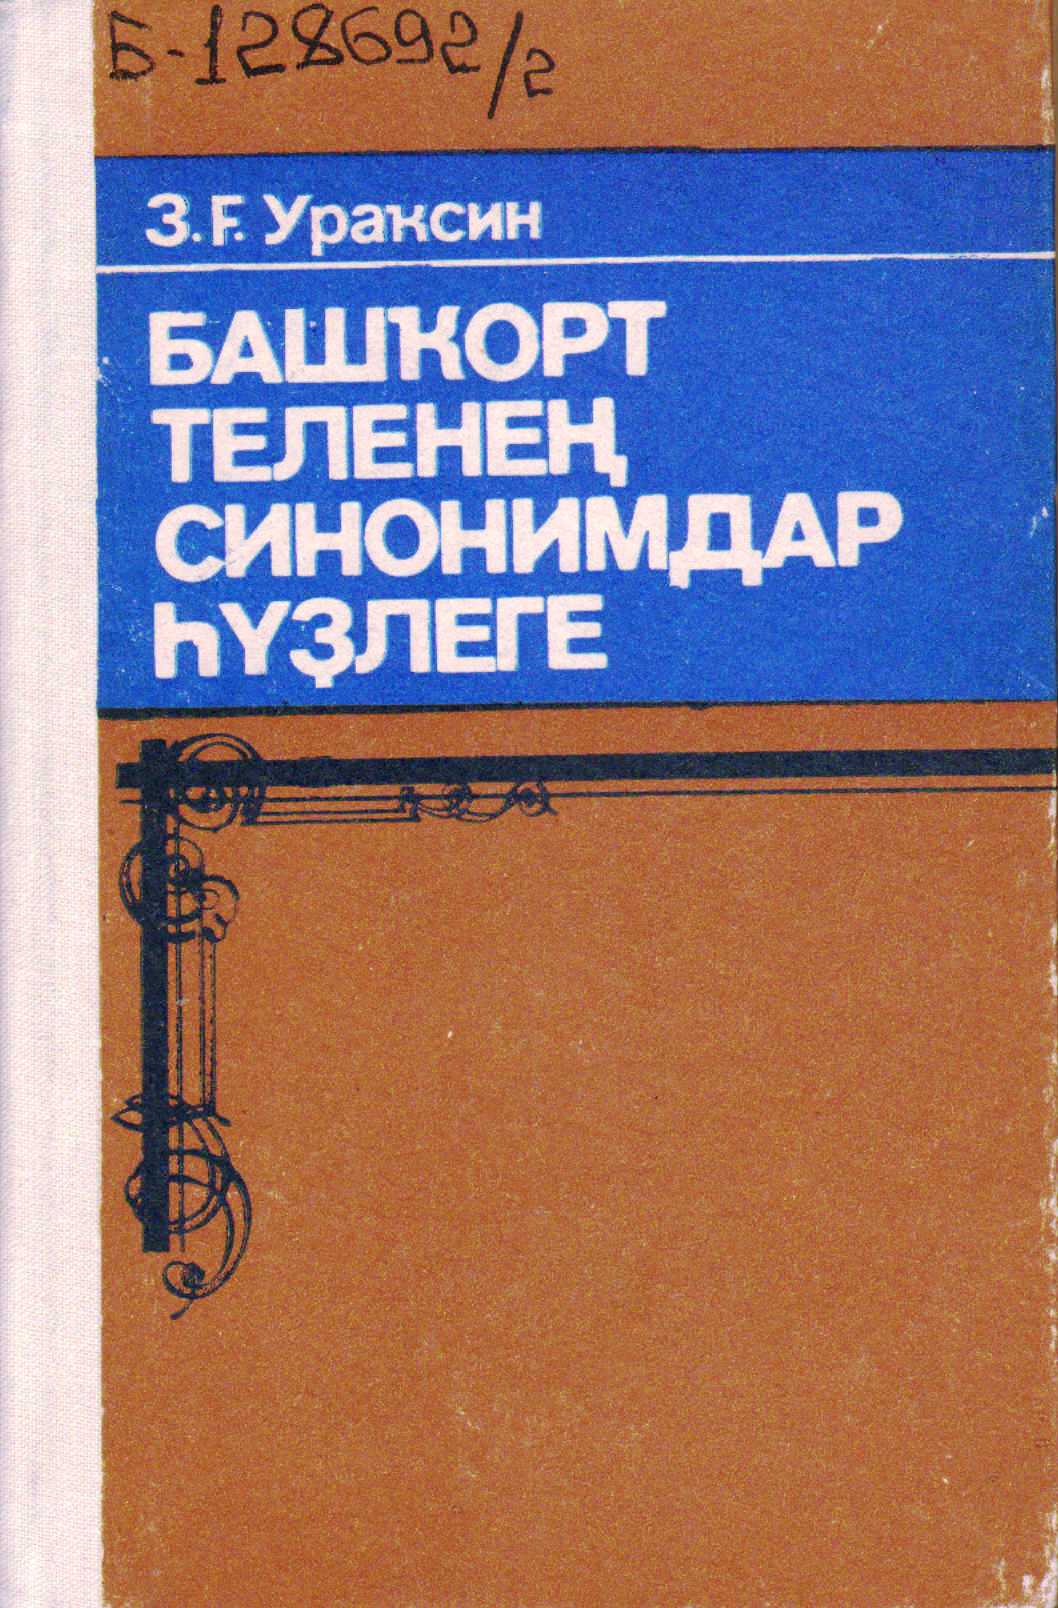 Б-128692/2
З.Ғ. Ураҡсин
БАШҠОРТ
ТЕЛЕНЕҢ
СИНОНИМДАР
ҺҮҘЛЕГЕ